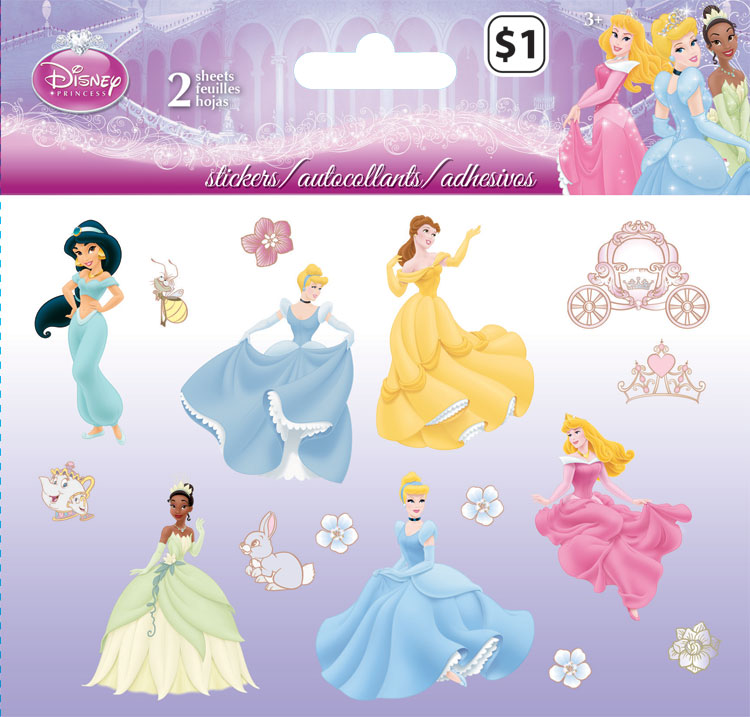 Disney
PRINCESS
2 sheets
feuilles
hojas
$1
3+
stickers/autocollants/adhesivos